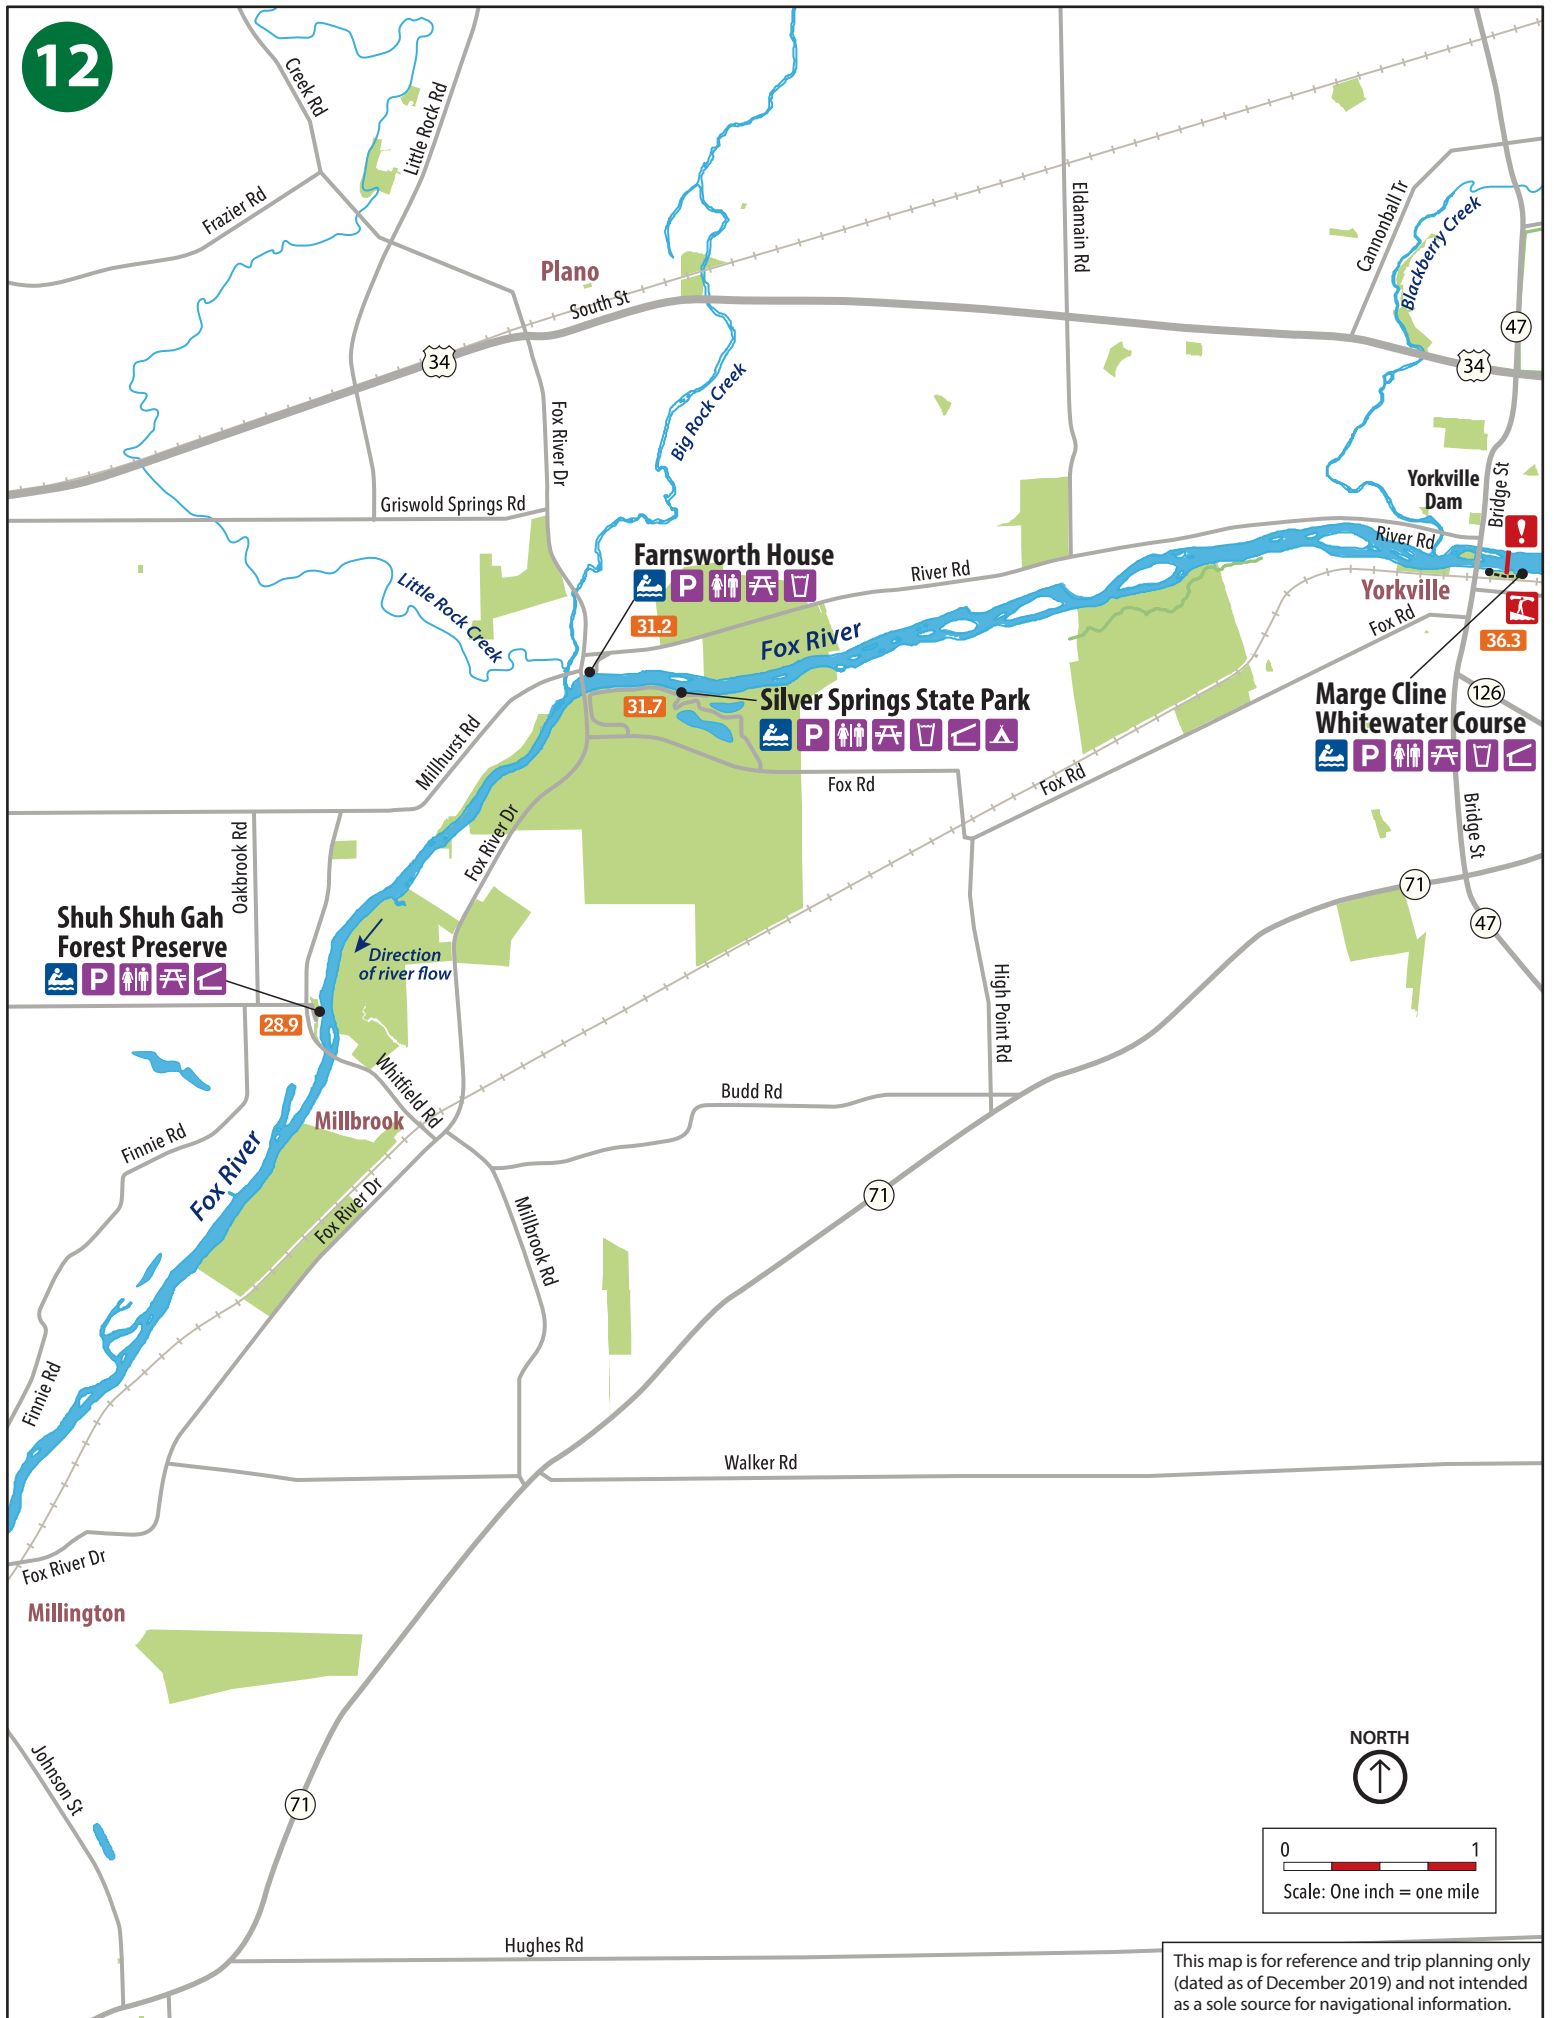 12
Creek Rd
Little Rock Rd
Frazier Rd
Plano
South St
34
Eldamain Rd
Cannonball Tr
Blackberry Creek
47
34
Big Rock Creek
Fox River Dr
Griswold Springs Rd
Little Rock Creek
Yorkville
Dam
Bridge St
!
River Rd
River Rd
Farnsworth House
P
31.2
Fox River
Yorkville
Fox Rd
36.3
Silver Springs State Park
P
31.7
Marge Cline
Whitewater Course
P
126
Millhurst Rd
Fox Rd
Fox Rd
Bridge St
Fox River Dr
Oakbrook Rd
71
47
Shuh Shuh Gah
Forest Preserve
P
28.9
Direction
of river flow
High Point Rd
Whitfield Rd
Millbrook
Budd Rd
Finnie Rd
Fox River
Fox River Dr
Millbrook Rd
71
Finnie Rd
Walker Rd
Fox River Dr
Millington
Johnson St
71
NORTH
0 1
Scale: One inch = one mile
Hughes Rd
This map is for reference and trip planning only
(dated as of December 2019) and not intended
as a sole source for navigational information.